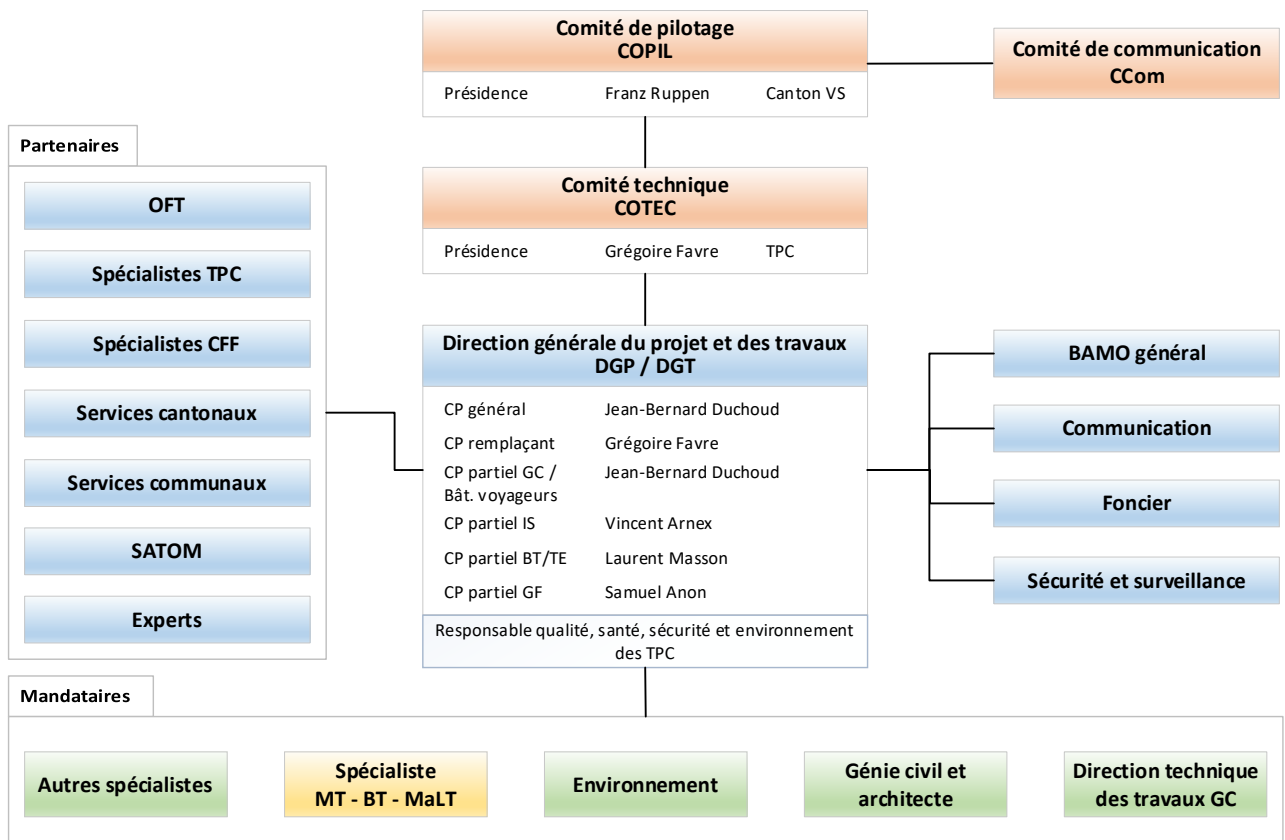 Comité de pilotage
COPIL
Présidence Franz Ruppen Canton VS
Comité de communication
CCom
Partenaires
OFT
Spécialistes TPC
Spécialistes CFF
Services cantonaux
Services communaux
SATOM
Experts
Comité technique
COTEC
Présidence Grégoire Favre TPC
Direction générale du projet et des travaux
DGP / DGT
CP général Jean-Bernard Duchoud
CP remplaçant Grégoire Favre
CP partiel GC / Jean-Bernard Duchoud
Bât. voyageurs
CP partiel IS Vincent Arnex
CP partiel BT/TE Laurent Masson
CP partiel GF Samuel Anon
Responsable qualité, santé, sécurité et environnement
des TPC
BAMO général
Communication
Foncier
Sécurité et surveillance
Mandataires
Autres spécialistes
Spécialiste
MT - BT - MaLT
Environnement
Génie civil et
architecte
Direction technique
des travaux GC